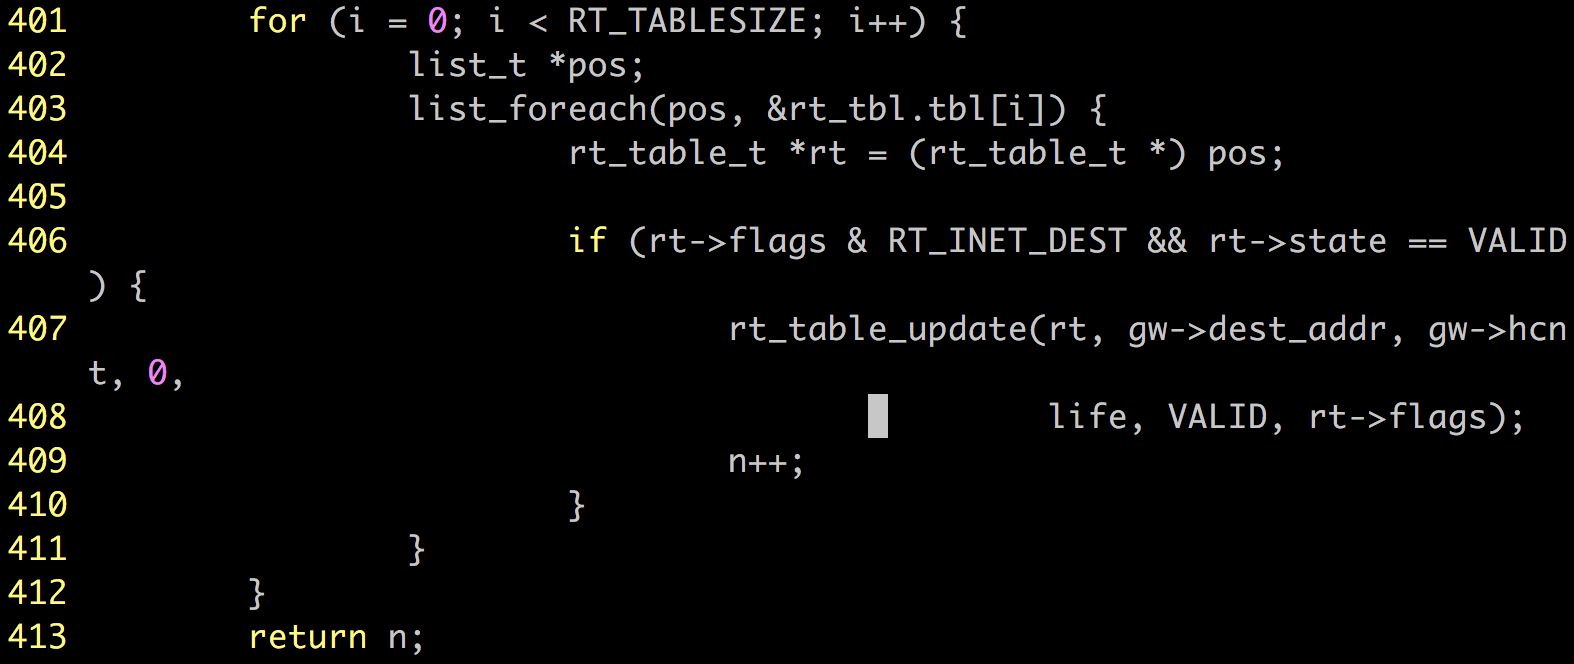 401         for (i = 0; i < RT_TABLESIZE; i++) {
402                 list_t *pos;
403                 list_foreach(pos, &rt_tbl.tbl[i]) {
404                         rt_table_t *rt = (rt_table_t *) pos;
405
406                         if (rt->flags & RT_INET_DEST && rt->state == VALID
) {
407                                 rt_table_update(rt, gw->dest_addr, gw->hcn
t, 0,
408                                                 life, VALID, rt->flags);
409                                 n++;
410                         }
411                 }
412         }
413         return n;